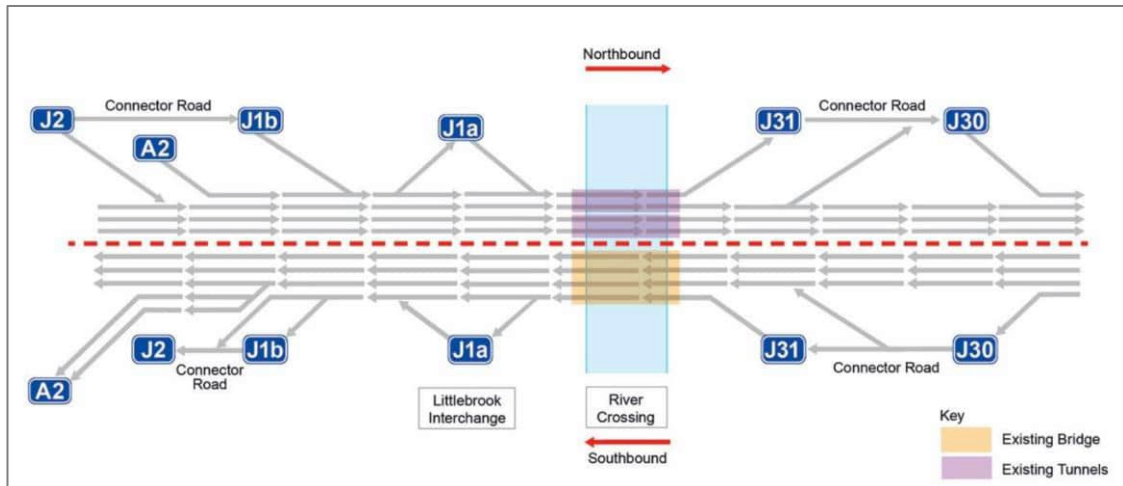 Northbound
Connector Road
Connector Road
J2
J1b
J1a
J31
J30
A2
J2
J1b
J1a
J31
J30
Connector
Road
Connector Road
A2
Littlebrook
Interchange
River
Crossing
Southbound
Key
Existing Bridge
Existing Tunnels